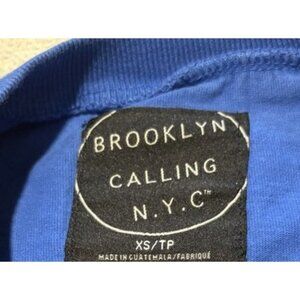 BROOKLYN
CALLING
N.Y.C™
XS/TP
MADE IN GUATEMALA/FABRIQUÉ